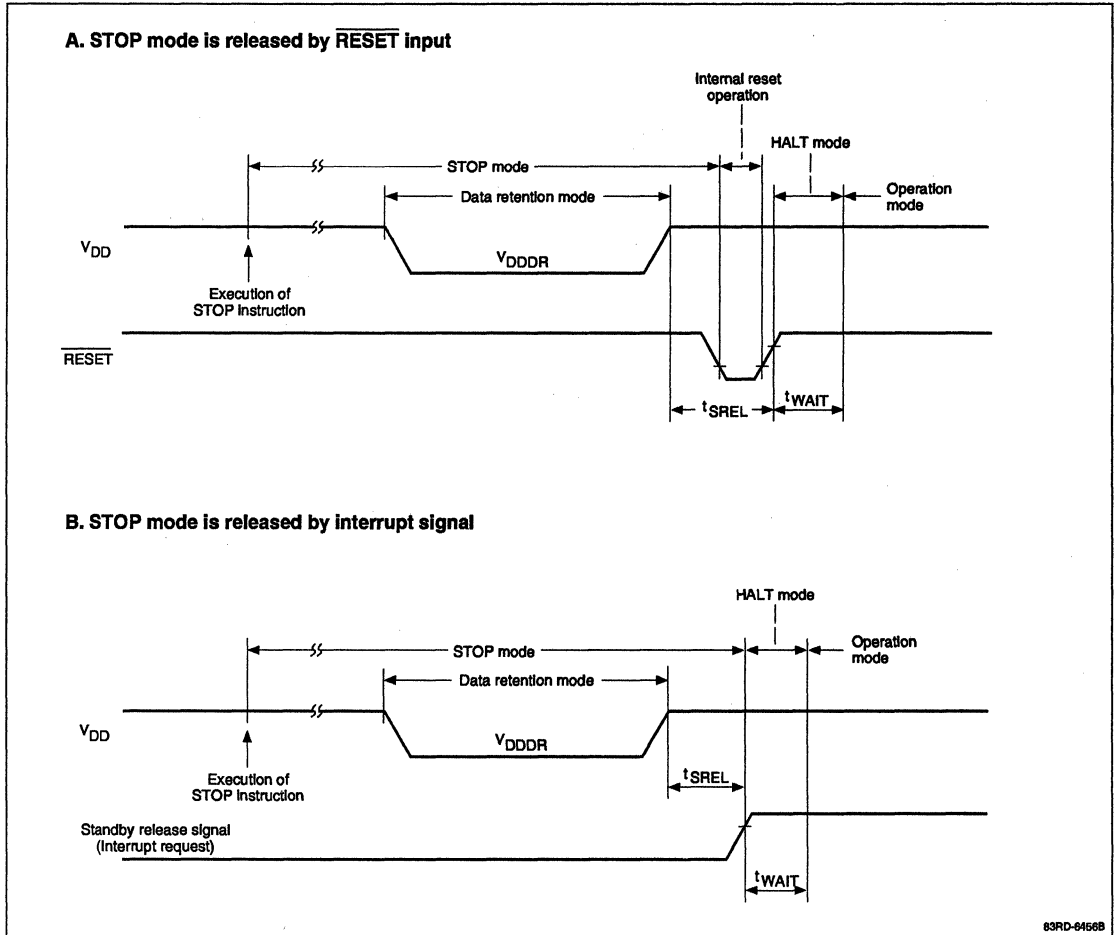 A. STOP mode is released by RESET input
Internal reset
operation
HALT mode
STOP mode
Data retention mode
Operation
mode
VDD
VDDDR
Execution of
STOP Instruction
RESET
tSREL
tWAIT
B. STOP mode is released by interrupt signal
HALT mode
STOP mode
Operation
mode
Data retention mode
VDD
VDDDR
Execution of
STOP Instruction
tSREL
Standby release signal
(Interrupt request)
tWAIT
83RD-6456B